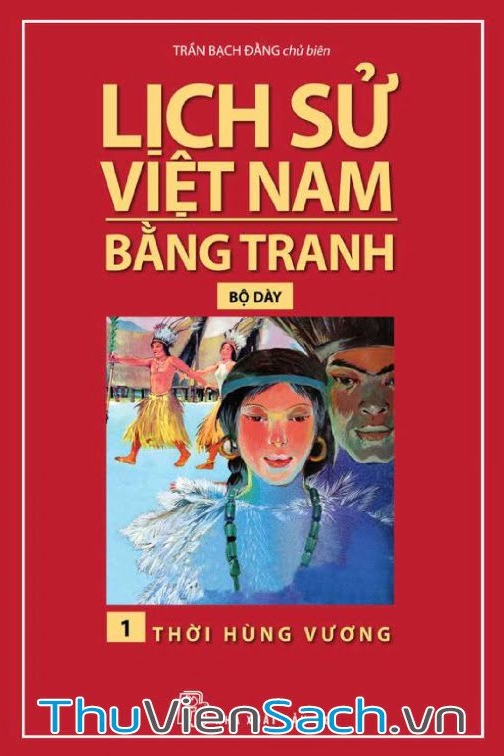 TRẦN BẠCH ĐẰNG chủ biên
LỊCH SỬ
VIỆT NAM
BẰNG TRANH
BỘ DÀY
1 THỜI HÙNG VƯƠNG
ThuVienSach.vn